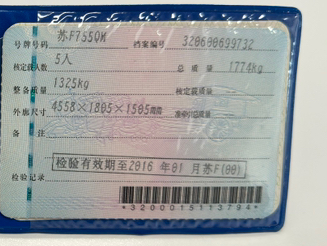 号牌号码 苏F7550M 档案编号 320600699732
核定载人数 5人 总质量 1774kg
整备质量 1325kg 核定载质量
外廓尺寸 4558×1805×1505mm 准牵引总质量
备注
检验记录 检验有效期至2016年01月苏F(00)
*3200015113794*